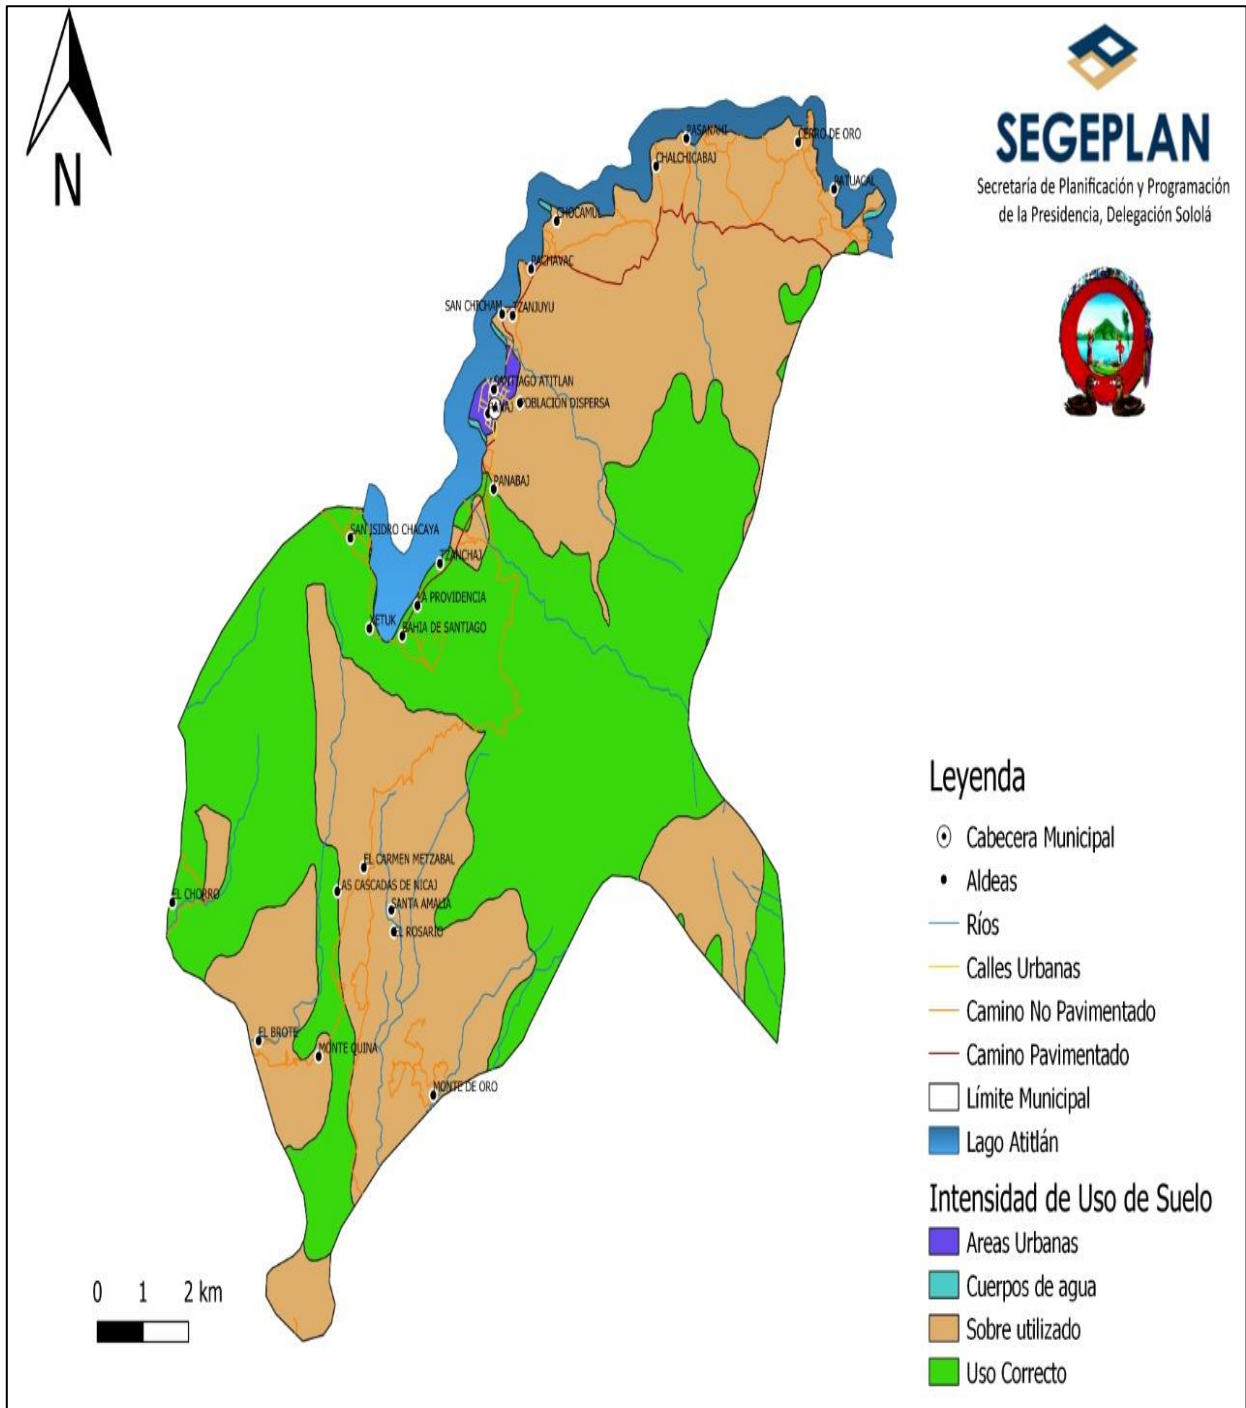 N
SEGEPLAN
Secretaría de Planificación y Programación
de la Presidencia, Delegación Sololá
PASANAHI
CERRO DE ORO
CHALCHICABAJ
PATUACAL
CHOCAMUL
PACHAVAC
SAN CHICHAM
TZANJUYU
SANTIAGO ATITLAN
POBLACIÓN DISPERSA
PANABAJ
SAN ISIDRO CHACAYA
TZANCHAJ
LA PROVIDENCIA
XETUK
BAHIA DE SANTIAGO
EL CARMEN METZABAL
LAS CASCADAS DE NICAJ
EL CHORRO
SANTA AMALIA
EL ROSARIO
EL BROTE
MONTE QUINA
MONTE DE ORO
Leyenda
Cabecera Municipal
Aldeas
Ríos
Calles Urbanas
Camino No Pavimentado
Camino Pavimentado
Límite Municipal
Lago Atitlán
Intensidad de Uso de Suelo
Areas Urbanas
Cuerpos de agua
Sobre utilizado
Uso Correcto
0 1 2 km